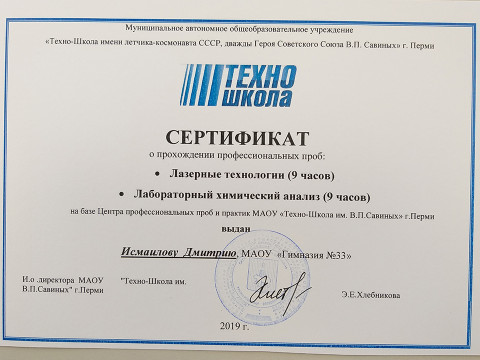 Муниципальное автономное общеобразовательное учреждение
«Техно-Школа имени летчика-космонавта СССР, дважды Героя Советского Союза В.П. Савиных» г. Перми
ТЕХНО
ШКОЛА
СЕРТИФИКАТ
о прохождении профессиональных проб:
• Лазерные технологии (9 часов)
• Лабораторный химический анализ (9 часов)
на базе Центра профессиональных проб и практик МАОУ «Техно-Школа им. В.П.Савиных» г.Перми
выдан
Исмаилову Дмитрию, МАОУ «Гимназия №33»
И.о директора МАОУ "Техно-Школа им.
В.П.Савиных" г.Перми
Э.Е.Хлебникова
2019 г.